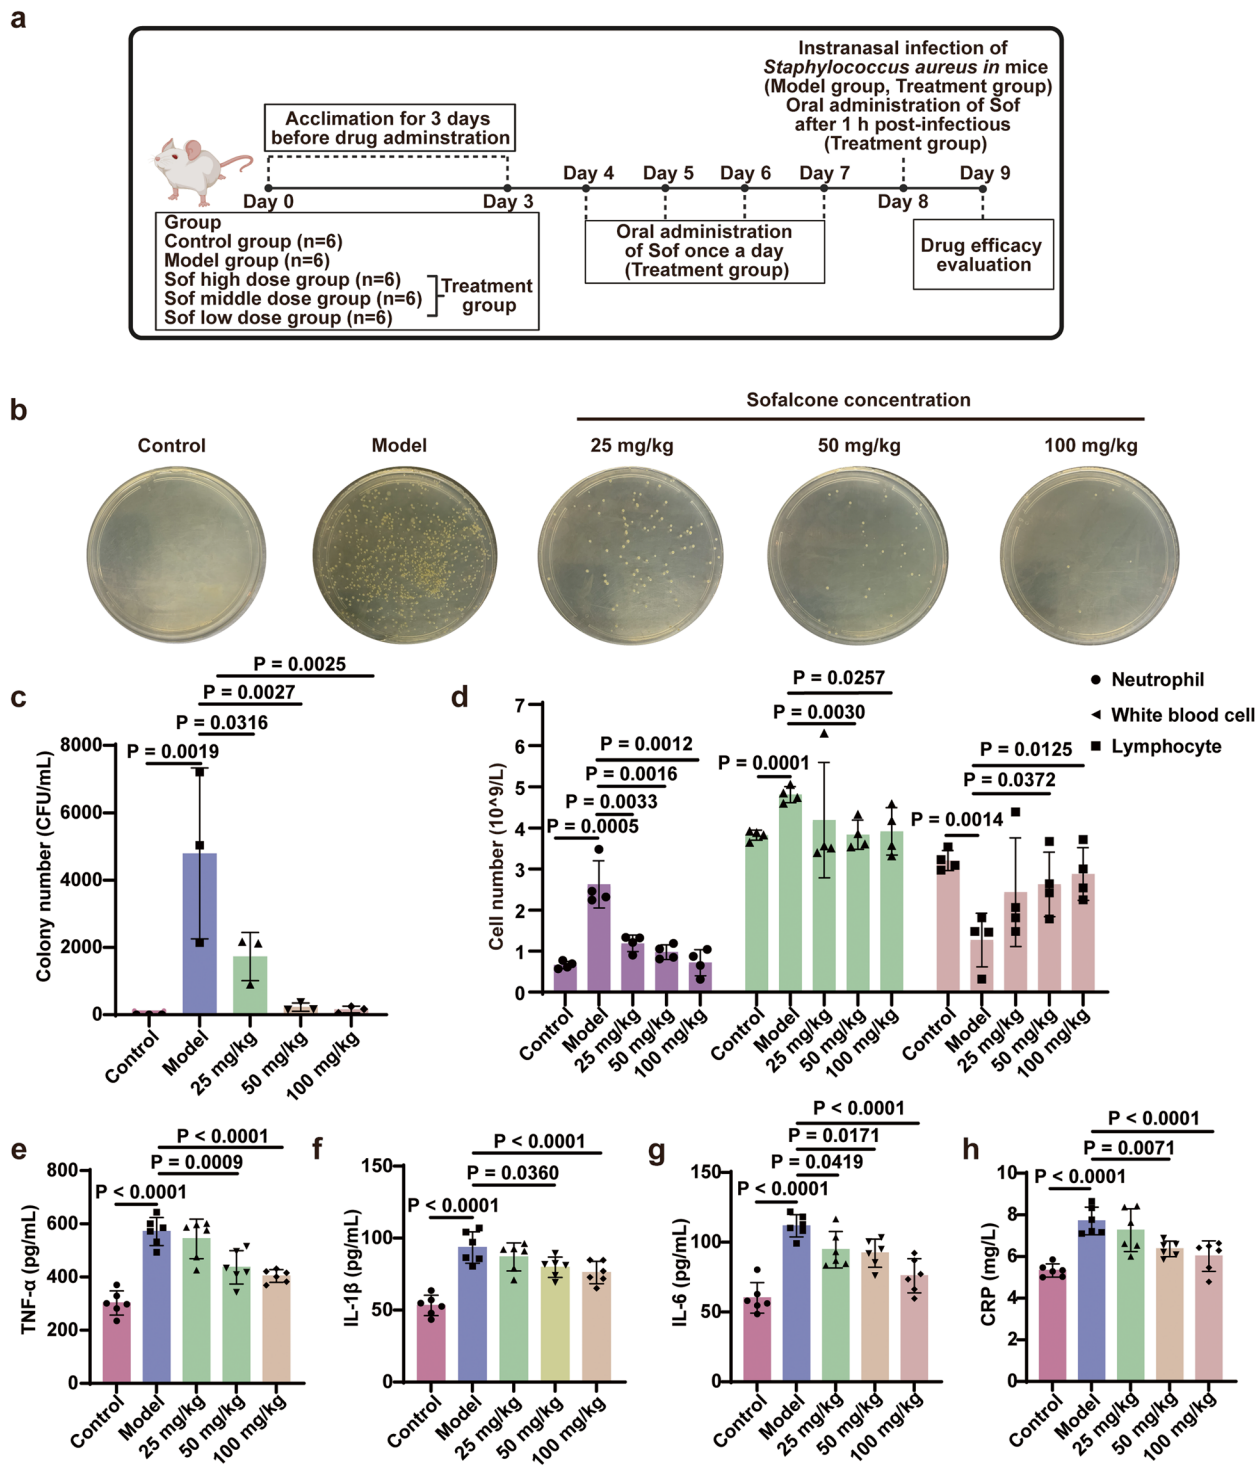 a
Instranasal infection of
Staphylococcus aureus in mice
(Model group, Treatment group)
Oral administration of Sof
after 1 h post-infectious
(Treatment group)
Acclimation for 3 days
before drug adminstration
Day 0
Day 3
Day 4
Day 5
Day 6
Day 7
Day 8
Day 9
Group
Control group (n=6)
Model group (n=6)
Sof high dose group (n=6)
Sof middle dose group (n=6)
Sof low dose group (n=6)
Treatment
group
Oral administration
of Sof once a day
(Treatment group)
Drug efficacy
evaluation
b
Sofalcone concentration
Control
Model
25 mg/kg
50 mg/kg
100 mg/kg
c
P = 0.0025
P = 0.0027
P = 0.0316
P = 0.0019
Colony number (CFU/mL)
8000
6000
4000
2000
0
Control
Model
25 mg/kg
50 mg/kg
100 mg/kg
d
Neutrophil
White blood cell
Lymphocyte
Cell number (10^9/L)
7
6
5
4
3
2
1
0
P = 0.0012
P = 0.0016
P = 0.0033
P = 0.0005
P = 0.0257
P = 0.0030
P = 0.0001
P = 0.0125
P = 0.0372
P = 0.0014
Control
Model
25 mg/kg
50 mg/kg
100 mg/kg
Control
Model
25 mg/kg
50 mg/kg
100 mg/kg
Control
Model
25 mg/kg
50 mg/kg
100 mg/kg
e
P < 0.0001
P = 0.0009
P < 0.0001
TNF-α (pg/mL)
800
600
400
200
0
Control
Model
25 mg/kg
50 mg/kg
100 mg/kg
f
P < 0.0001
P = 0.0360
P < 0.0001
IL-1β (pg/mL)
150
100
50
0
Control
Model
25 mg/kg
50 mg/kg
100 mg/kg
g
P < 0.0001
P = 0.0171
P = 0.0419
P < 0.0001
IL-6 (pg/mL)
150
100
50
0
Control
Model
25 mg/kg
50 mg/kg
100 mg/kg
h
P < 0.0001
P = 0.0071
P < 0.0001
CRP (mg/L)
10
8
6
4
2
0
Control
Model
25 mg/kg
50 mg/kg
100 mg/kg